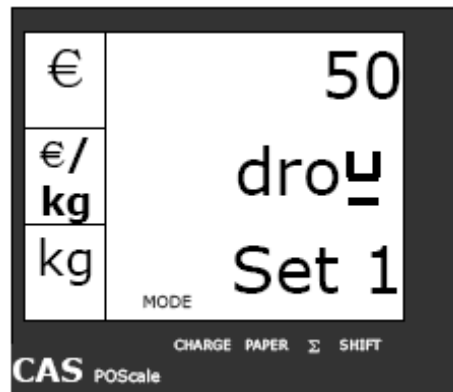 € 50
€/
kg
drou̲
kg Set 1
MODE
CHARGE PAPER Σ SHIFT
CAS POScale